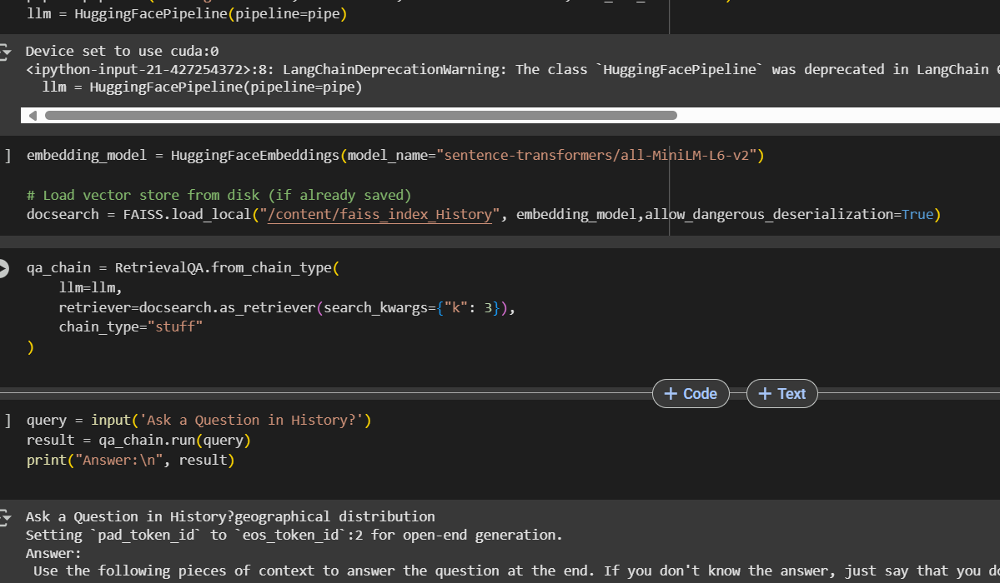 llm = HuggingFacePipeline(pipeline=pipe)
Device set to use cuda:0
<ipython-input-21-427254372>:8: LangChainDeprecationWarning: The class `HuggingFacePipeline` was deprecated in LangChain
llm = HuggingFacePipeline(pipeline=pipe)
] embedding_model = HuggingFaceEmbeddings(model_name="sentence-transformers/all-MiniLM-L6-v2")
# Load vector store from disk (if already saved)
docsearch = FAISS.load_local("/content/faiss_index_History", embedding_model,allow_dangerous_deserialization=True)
qa_chain = RetrievalQA.from_chain_type(
llm=llm,
retriever=docsearch.as_retriever(search_kwargs={"k": 3}),
chain_type="stuff"
)
+ Code + Text
] query = input('Ask a Question in History?')
result = qa_chain.run(query)
print("Answer:\n", result)
Ask a Question in History?geographical distribution
Setting `pad_token_id` to `eos_token_id`:2 for open-end generation.
Answer:
Use the following pieces of context to answer the question at the end. If you don't know the answer, just say that you